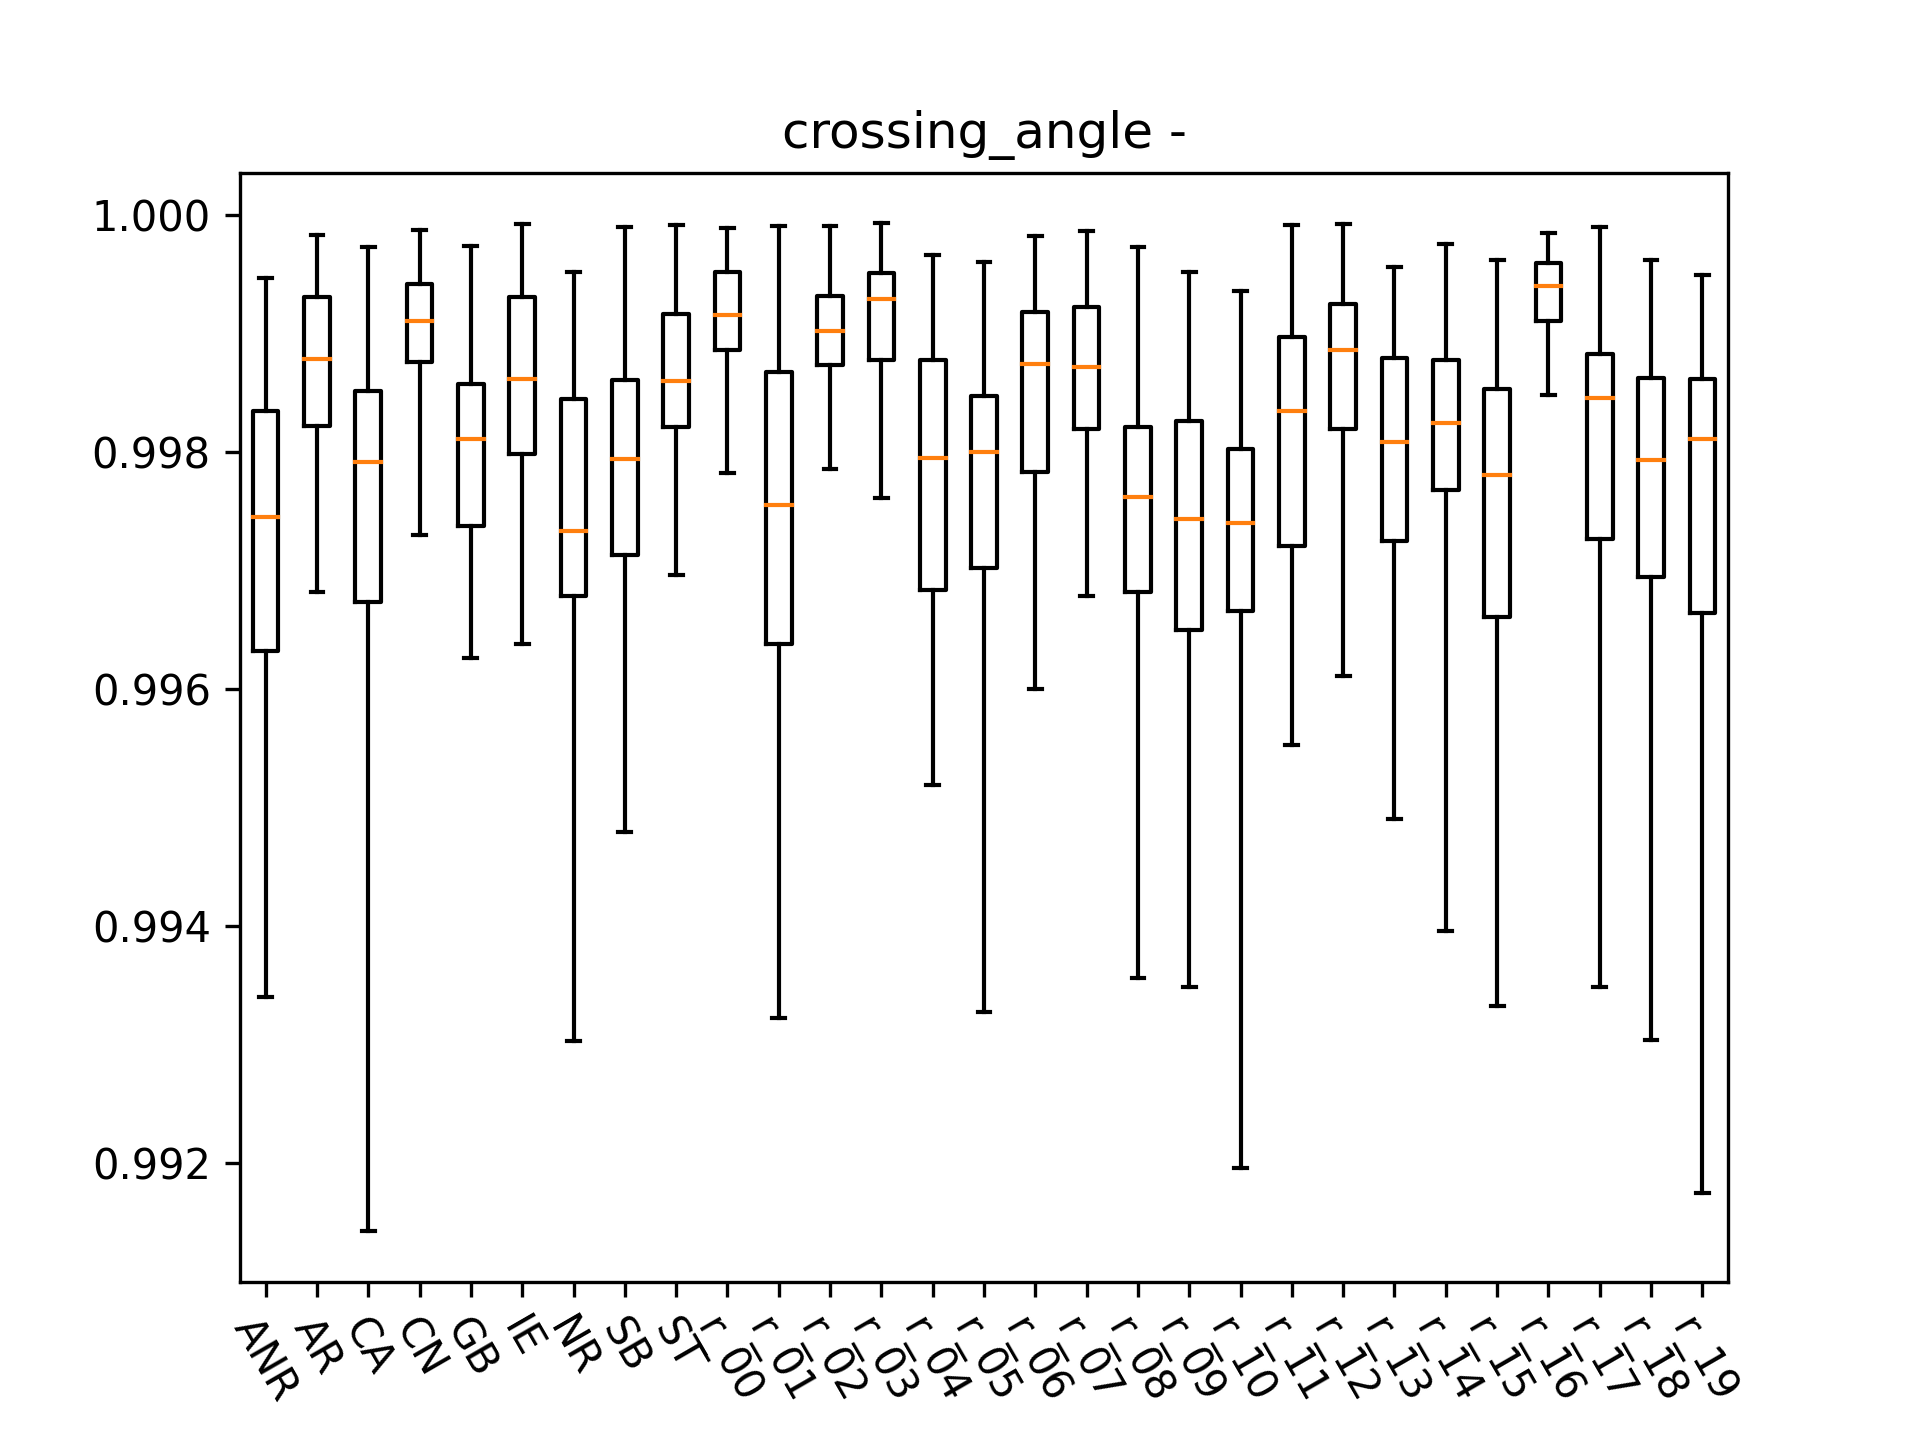 crossing_angle -
1.000
0.998
0.996
0.994
0.992
ANR
AR
CA
CN
GB
IE
NR
SB
ST
r_00
r_01
r_02
r_03
r_04
r_05
r_06
r_07
r_08
r_09
r_10
r_11
r_12
r_13
r_14
r_15
r_16
r_17
r_18
r_19